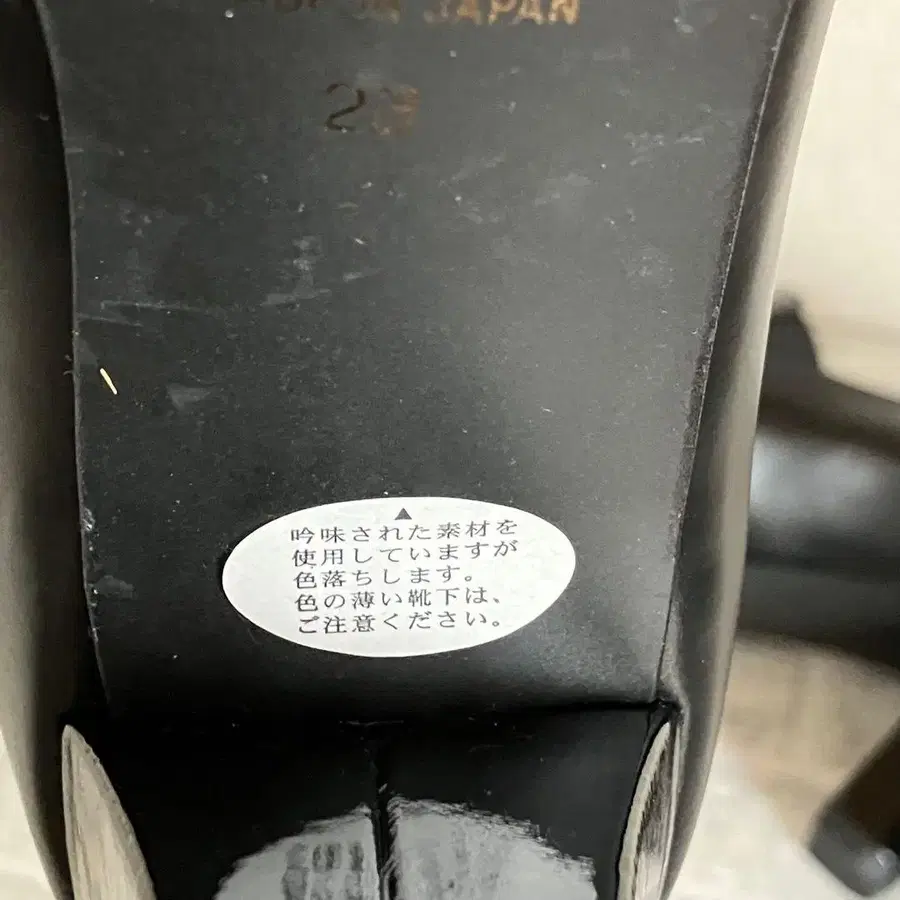 IN JAPAN
吟味された素材を
使用していますが
色落ちします。
色の薄い靴下は、
ご注意ください。